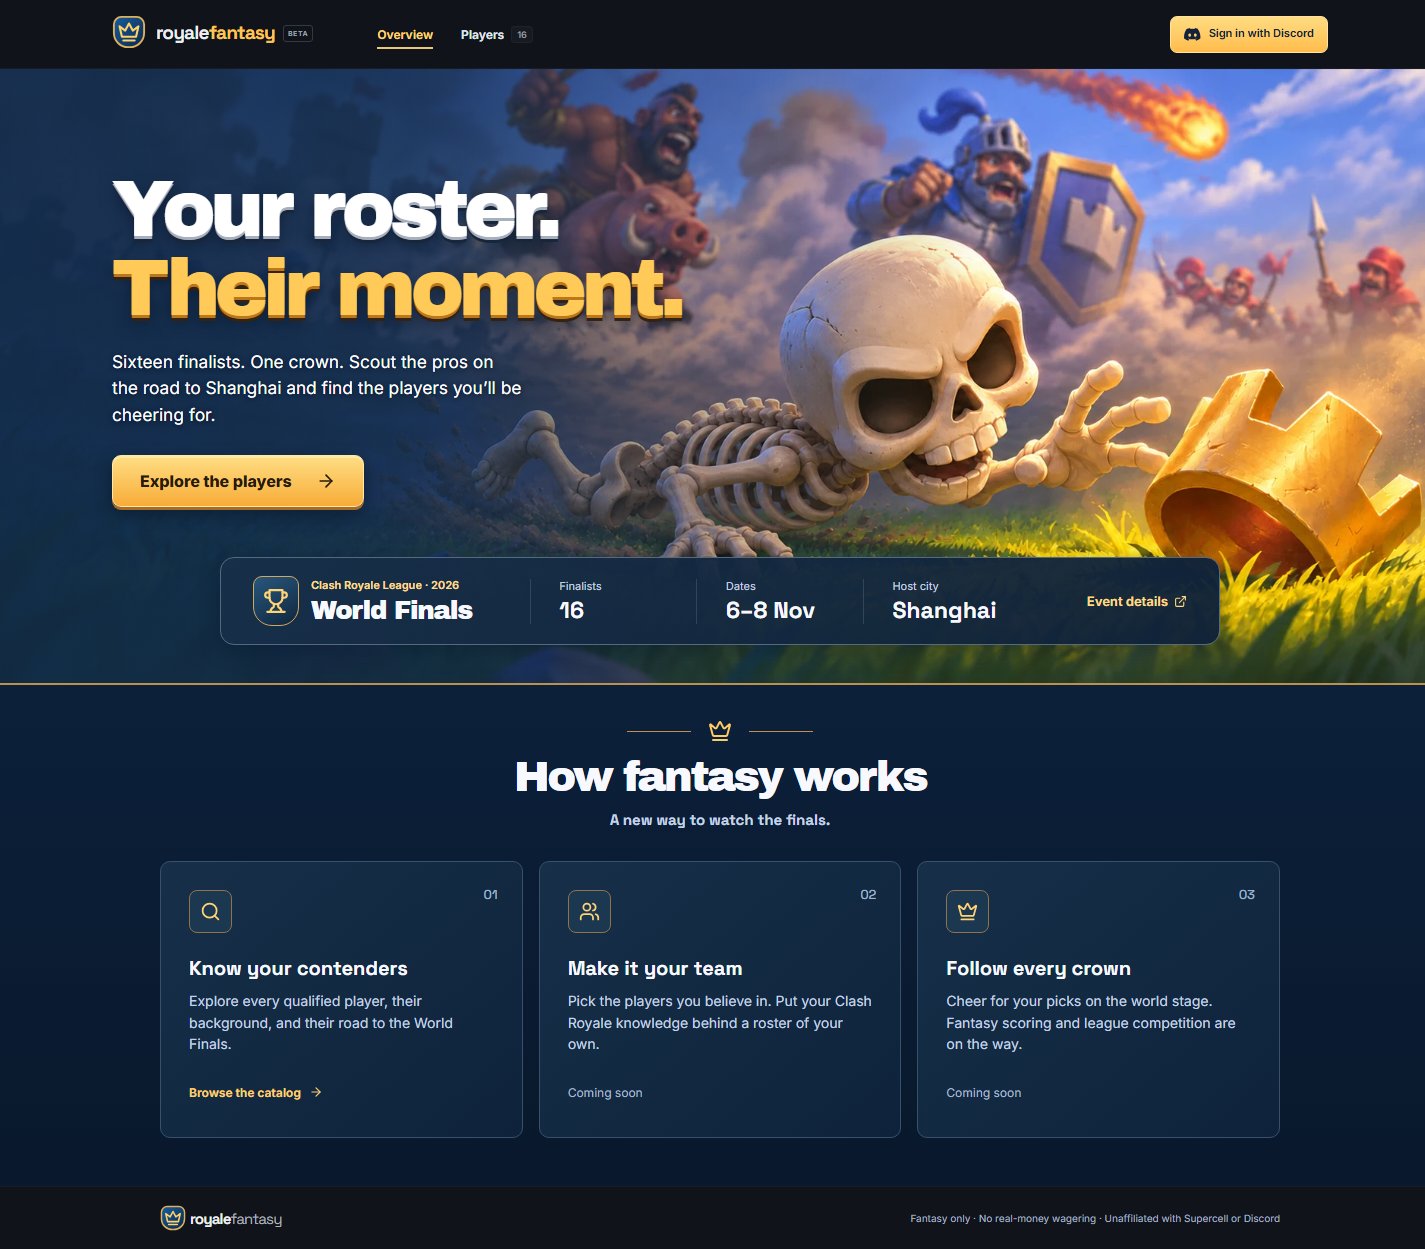 royalefantasy BETA
Overview
Players 16
Sign in with Discord
Your roster.
Their moment.
Sixteen finalists. One crown. Scout the pros on
the road to Shanghai and find the players you’ll be
cheering for.
Explore the players
Clash Royale League · 2026
World Finals
Finalists
16
Dates
6–8 Nov
Host city
Shanghai
Event details
How fantasy works
A new way to watch the finals.
01
Know your contenders
Explore every qualified player, their
background, and their road to the World
Finals.
Browse the catalog
02
Make it your team
Pick the players you believe in. Put your Clash
Royale knowledge behind a roster of your
own.
Coming soon
03
Follow every crown
Cheer for your picks on the world stage.
Fantasy scoring and league competition are
on the way.
Coming soon
royalefantasy
Fantasy only · No real-money wagering · Unaffiliated with Supercell or Discord